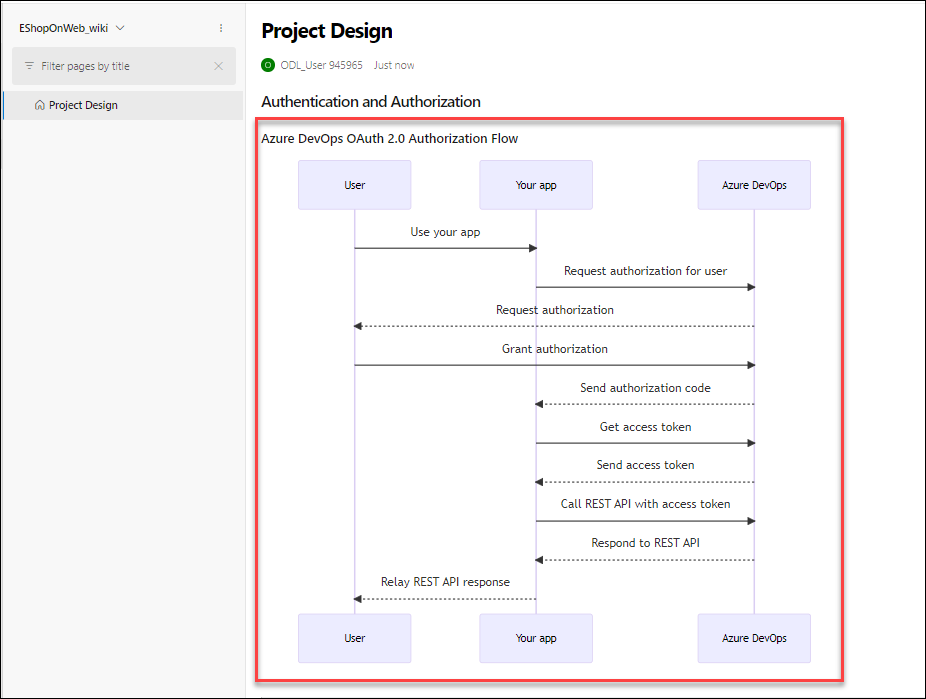 EShopOnWeb_wiki
Filter pages by title
Project Design
Project Design
O ODL_User 945965 Just now
Authentication and Authorization
Azure DevOps OAuth 2.0 Authorization Flow
User Your app Azure DevOps
Use your app
Request authorization for user
Request authorization
Grant authorization
Send authorization code
Get access token
Send access token
Call REST API with access token
Respond to REST API
Relay REST API response
User Your app Azure DevOps